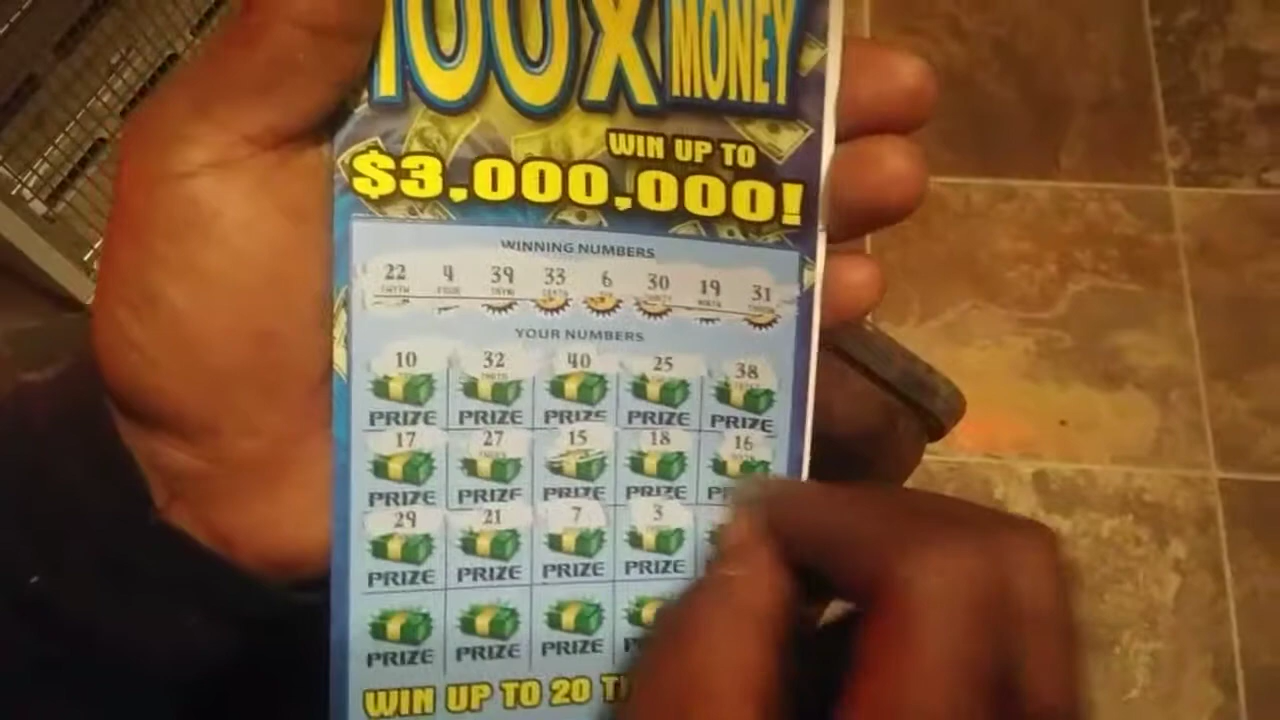 100X MONEY
WIN UP TO
$3,000,000!
WINNING NUMBERS
22 4 39 33 6 30 19 31
YOUR NUMBERS
10 32 40 25 38
PRIZE PRIZE PRIZE PRIZE PRIZE
17 27 15 18 16
PRIZE PRIZE PRIZE PRIZE
29 21 7 3
PRIZE PRIZE PRIZE PRIZE
PRIZE PRIZE PRIZE
WIN UP TO 20